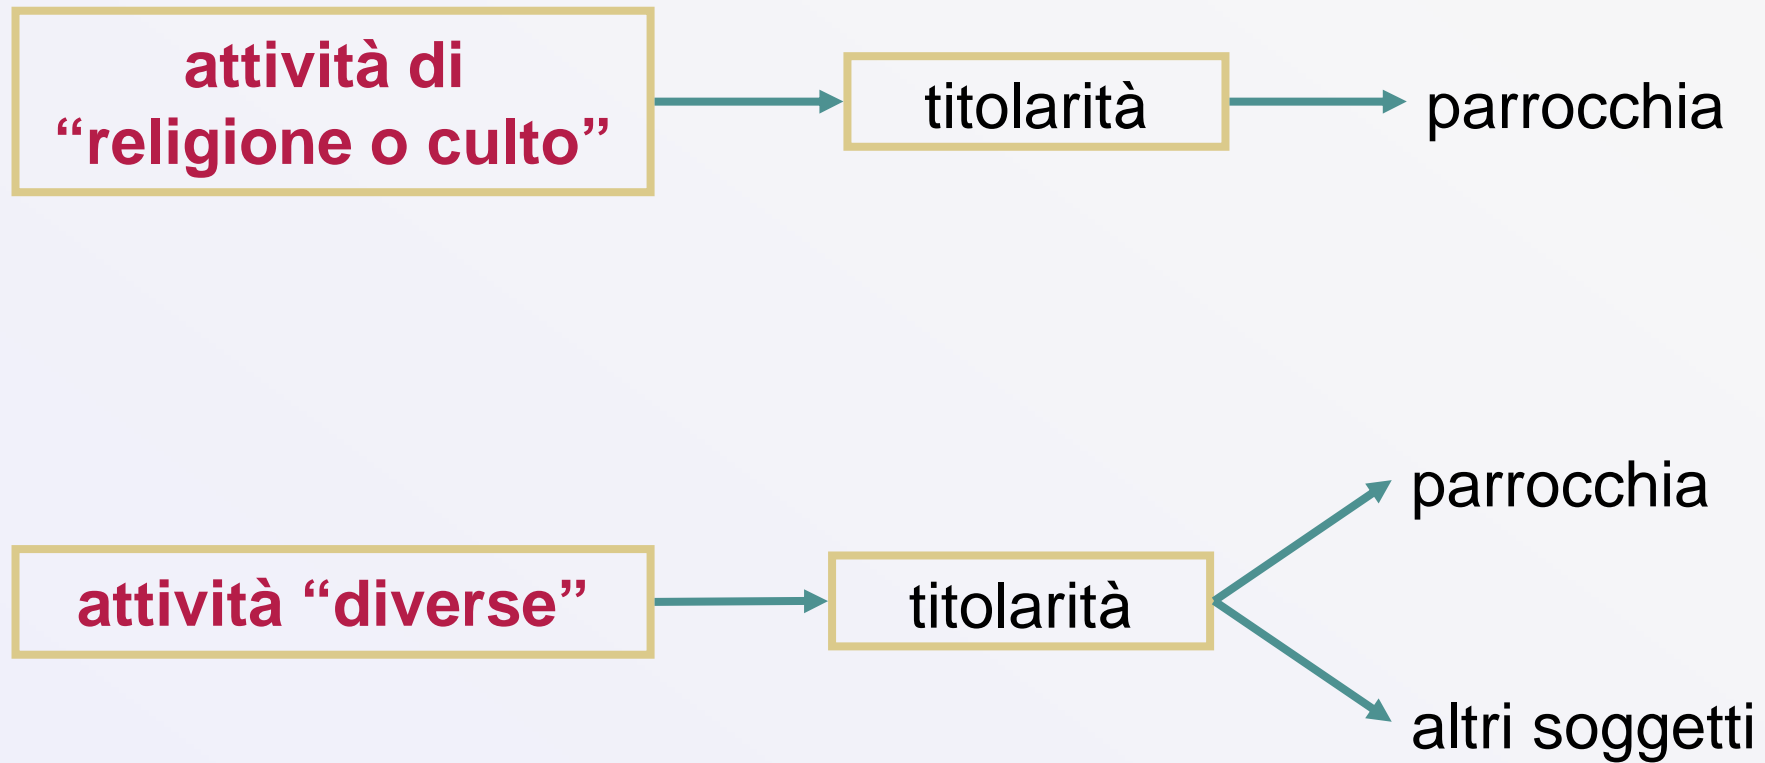 attività di
“religione o culto”
titolarità
parrocchia
parrocchia
attività “diverse”
titolarità
altri soggetti